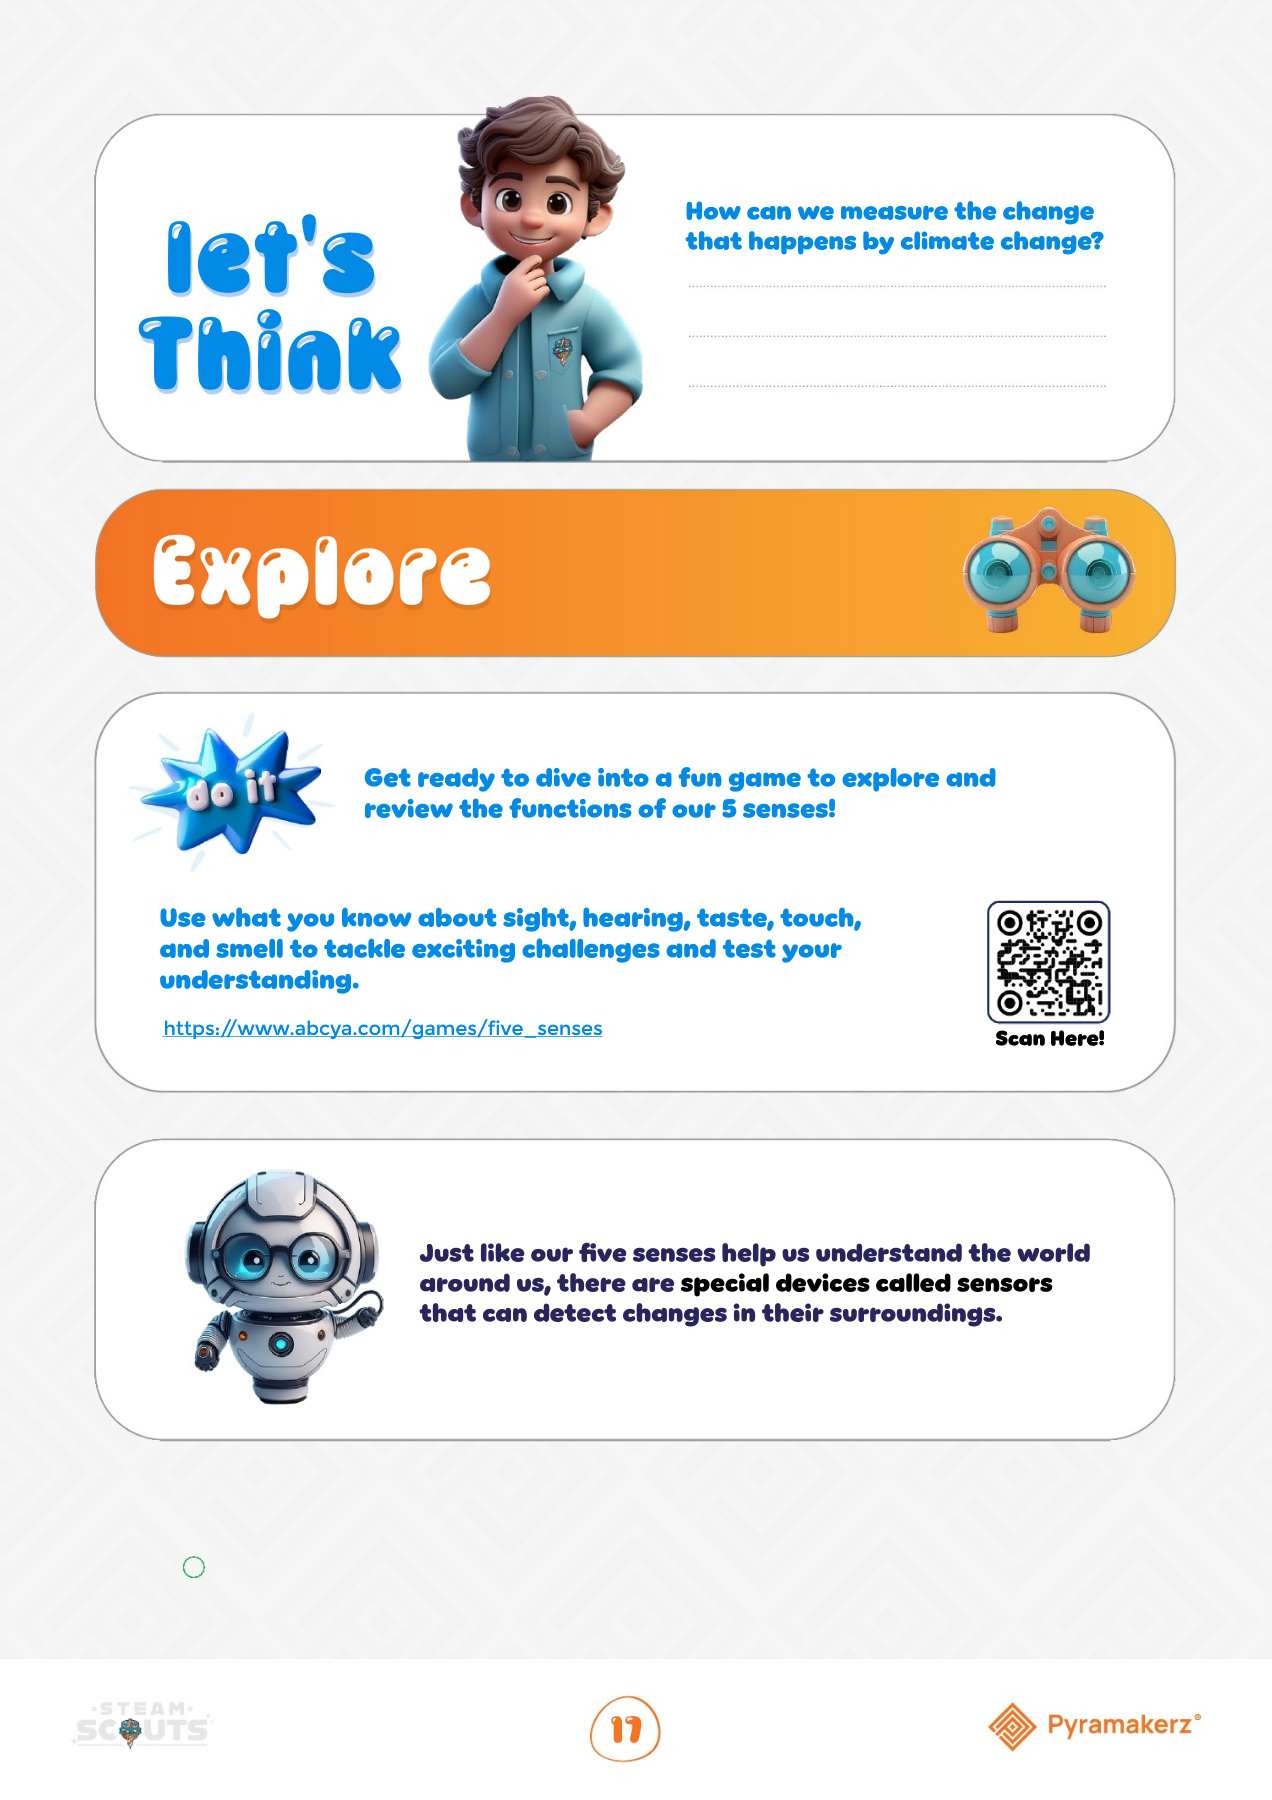 let's
Think
How can we measure the change
that happens by climate change?
Explore
do it
Get ready to dive into a fun game to explore and
review the functions of our 5 senses!
Use what you know about sight, hearing, taste, touch,
and smell to tackle exciting challenges and test your
understanding.
https://www.abcya.com/games/five_senses
Scan Here!
Just like our five senses help us understand the world
around us, there are special devices called sensors
that can detect changes in their surroundings.
STEAM
SCOUTS
17
Pyramakerz®